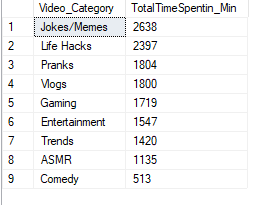 Video_Category TotalTimeSpentin_Min
1 Jokes/Memes 2638
2 Life Hacks 2397
3 Pranks 1804
4 Vlogs 1800
5 Gaming 1719
6 Entertainment 1547
7 Trends 1420
8 ASMR 1135
9 Comedy 513